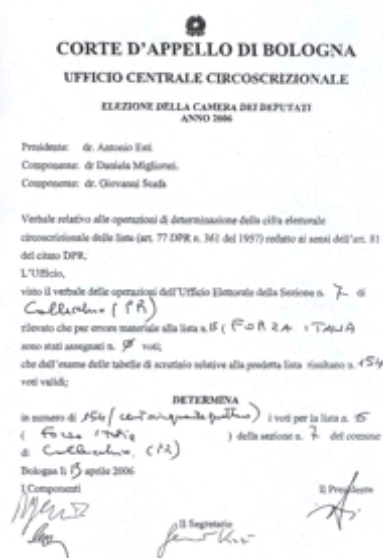 CORTE D'APPELLO DI BOLOGNA
UFFICIO CENTRALE CIRCOSCRIZIONALE
ELEZIONE DELLA CAMERA DEI DEPUTATI
ANNO 2006
Presidente: dr. Antonio Esti
Componente: dr Daniela Miglionsi.
Componente: dr. Giovanni Scafa
Verbale relativo alle operazioni di determinazione della cifra elettorale
circoscrizionale delle liste (art. 77 DPR n. 361 del 1957) redatto ai sensi dell'art. 81
del citato DPR.
L'Ufficio,
visto il verbale delle operazioni dell'Ufficio Elettorale della Sezione n. 7 di
Collecchio (PR)
rilevato che per errore materiale alla lista n. 15 (FORZA ITALIA
sono stati assegnati n. voti;
che dall'esame delle tabelle di scrutinio relative alla predetta lista risultano n. 154
voti validi;
DETERMINA
in numero di 154 (centocinquantaquattro) i voti per la lista n. 15
( Forza Italia ) della sezione n. 7 del comune
di Collecchio. (PR)
Bologna lì 13 aprile 2006
I Componenti
Il Presidente
Il Segretario